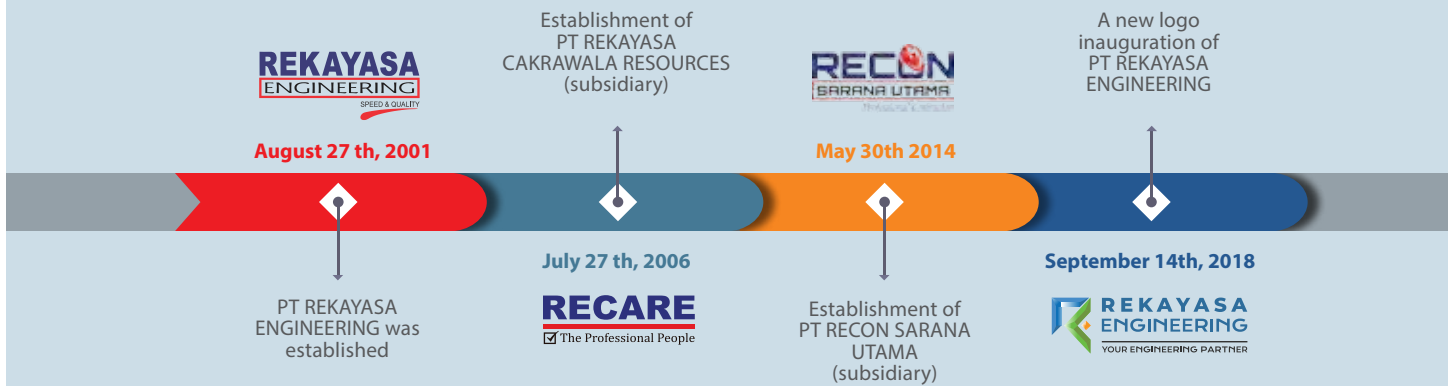 REKAYASA
ENGINEERING
SPEED & QUALITY
August 27 th, 2001
PT REKAYASA
ENGINEERING was
established
Establishment of
PT REKAYASA
CAKRAWALA RESOURCES
(subsidiary)
July 27 th, 2006
RECARE
The Professional People
RECON
SARANA UTAMA
May 30th 2014
Establishment of
PT RECON SARANA
UTAMA
(subsidiary)
A new logo
inauguration of
PT REKAYASA
ENGINEERING
September 14th, 2018
REKAYASA
ENGINEERING
YOUR ENGINEERING PARTNER